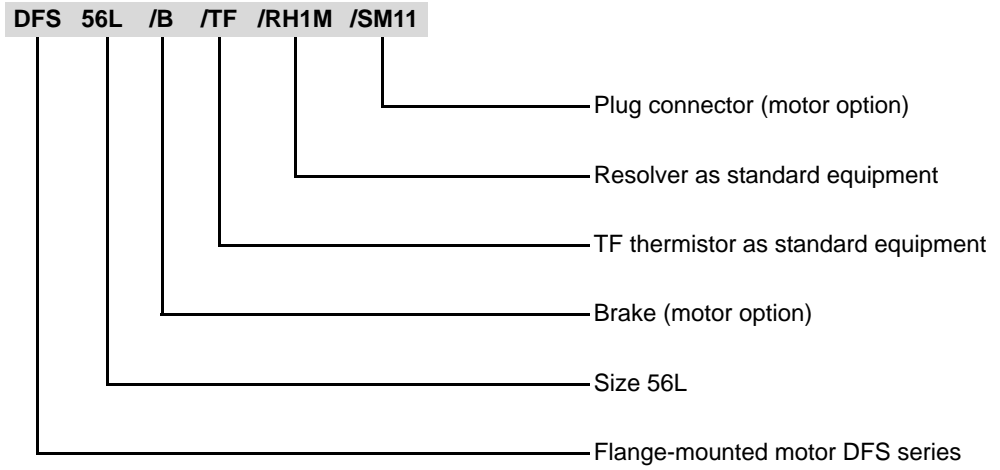 DFS 56L /B /TF /RH1M /SM11
Plug connector (motor option)
Resolver as standard equipment
TF thermistor as standard equipment
Brake (motor option)
Size 56L
Flange-mounted motor DFS series